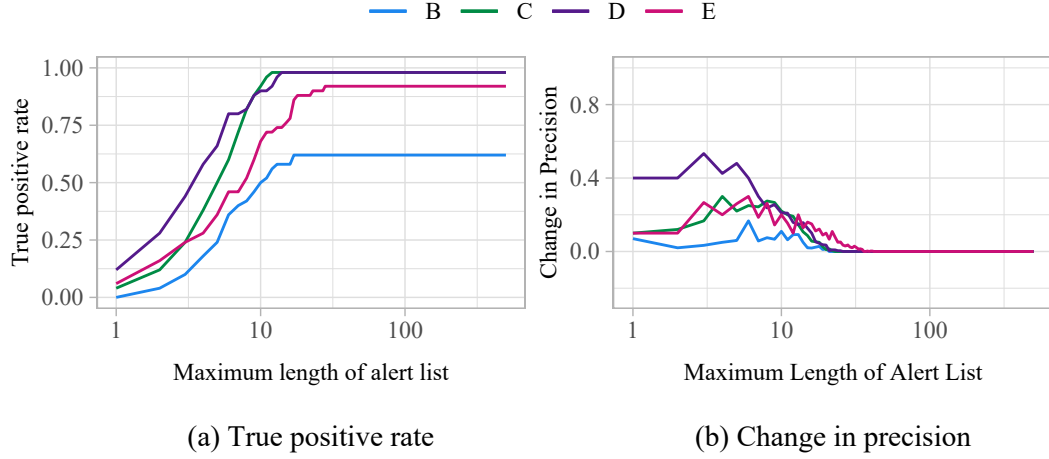 B C D E
True positive rate
1.00
0.75
0.50
0.25
0.00
1 10 100
Maximum length of alert list
(a) True positive rate
Change in Precision
0.8
0.4
0.0
1 10 100
Maximum Length of Alert List
(b) Change in precision